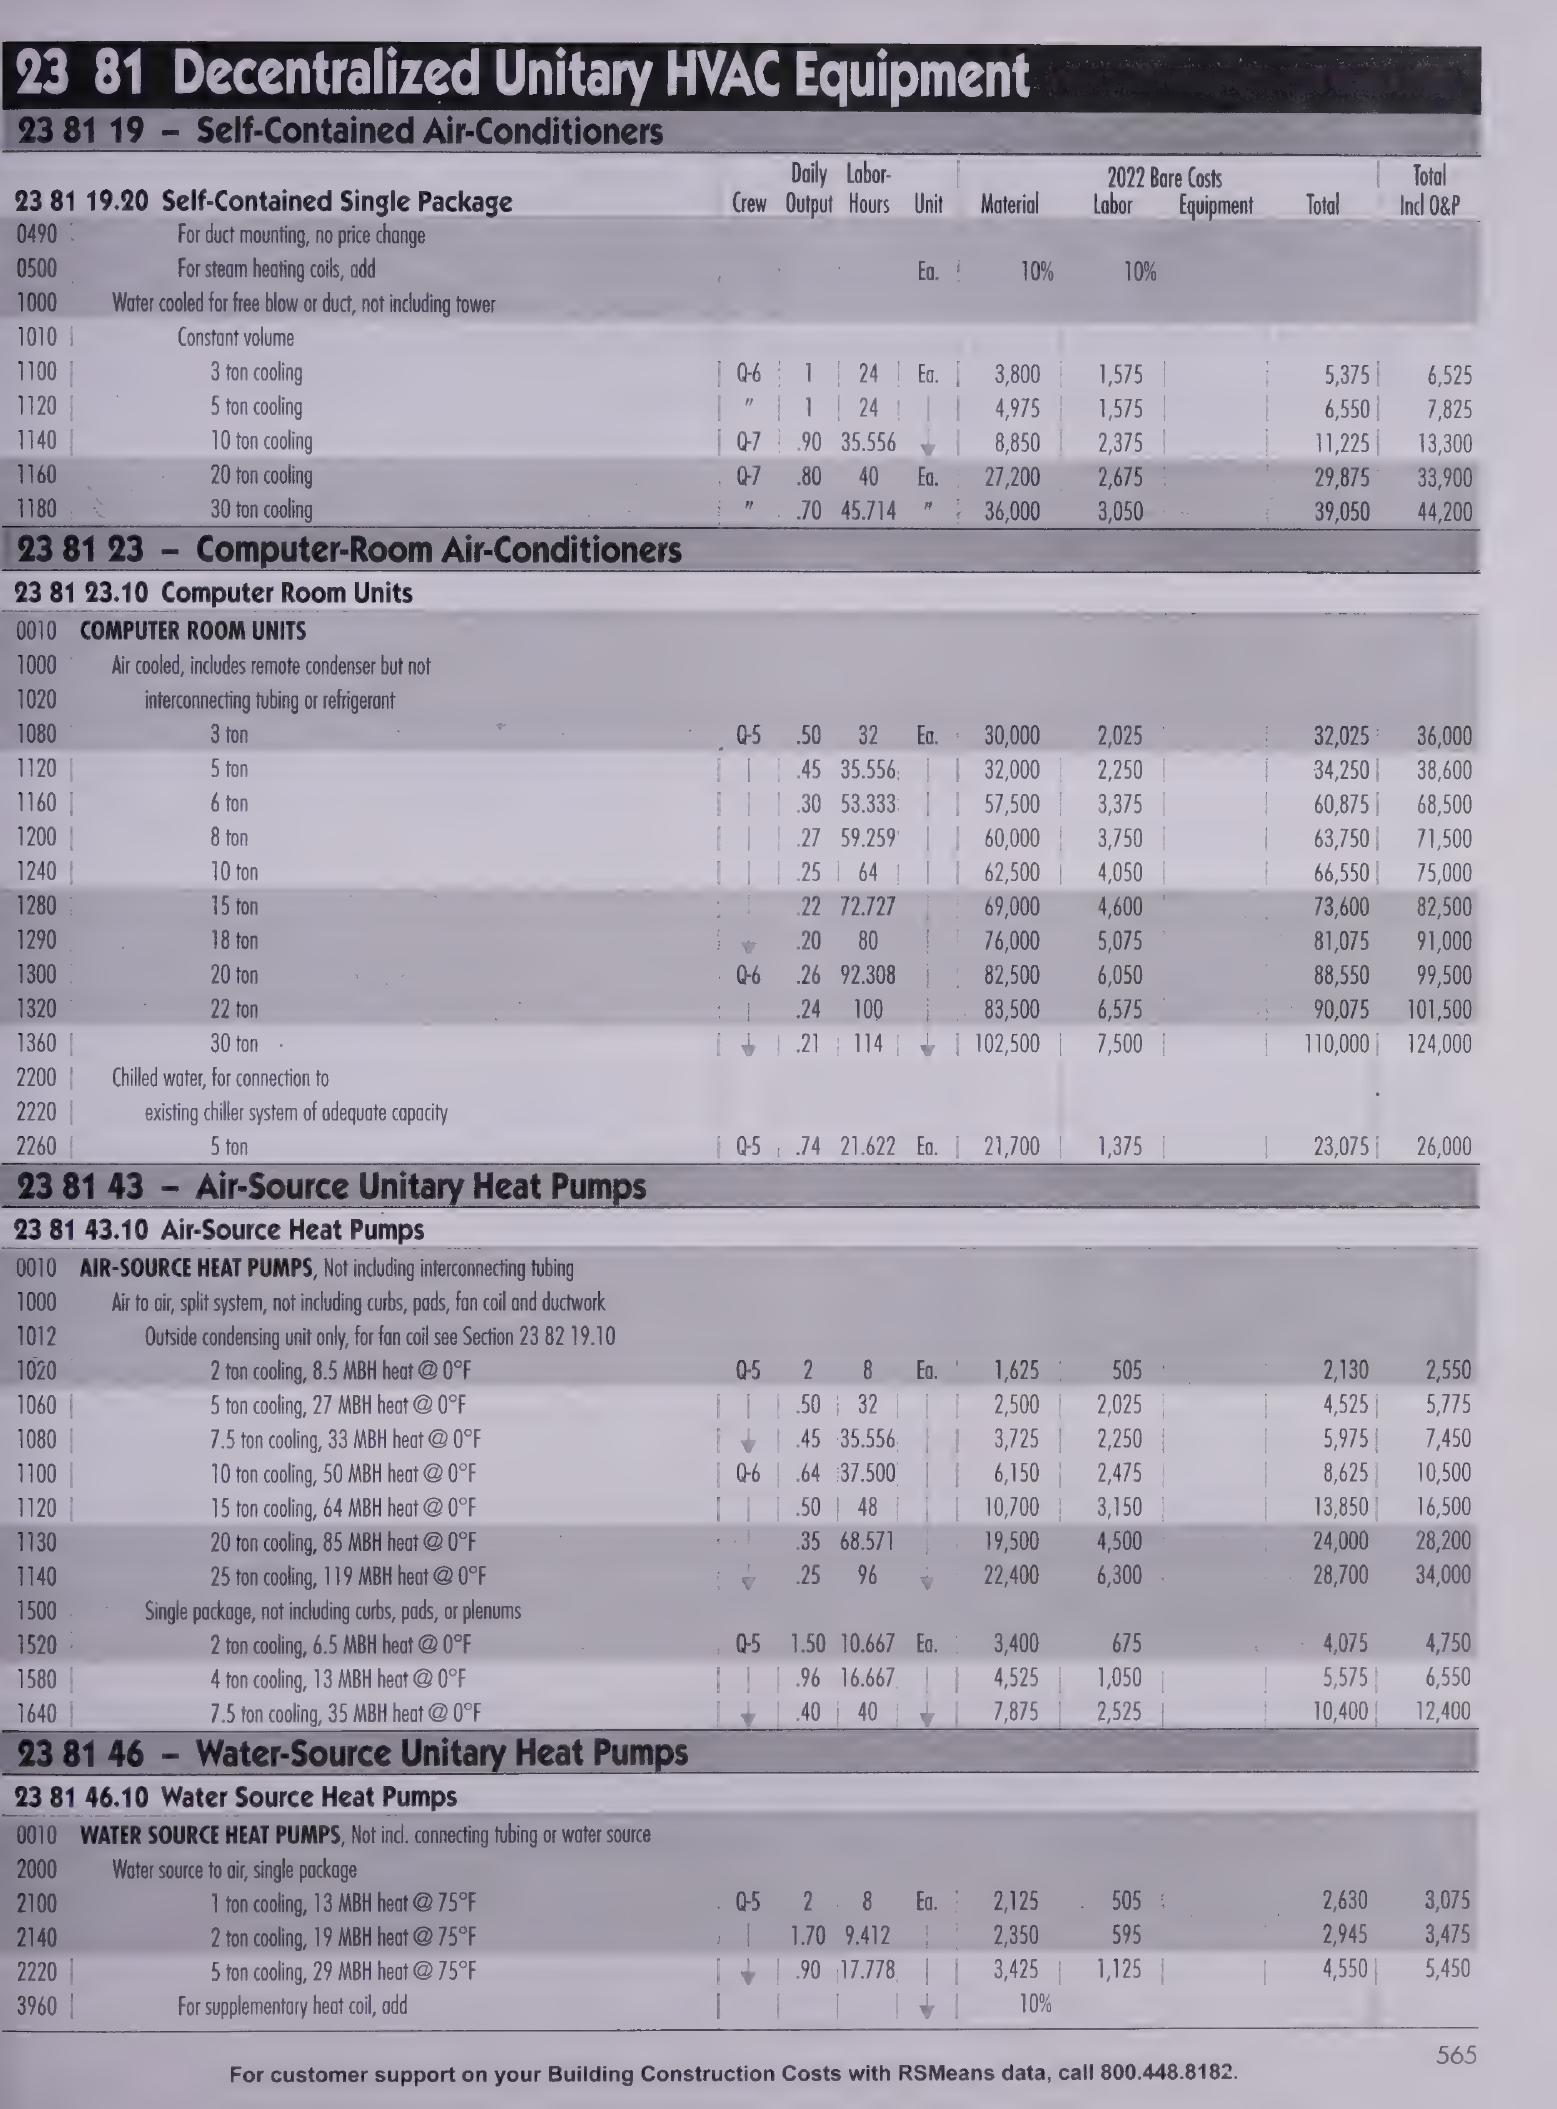 23 81 Decentralized Unitary HVAC Equipment
23 81 19 – Self-Contained Air-Conditioners
Daily Labor- 2022 Bare Costs Total
23 81 19.20 Self-Contained Single Package Crew Output Hours Unit Material Labor Equipment Total Incl O&P
0490 For duct mounting, no price change
0500 For steam heating coils, add Ea. 10% 10%
1000 Water cooled for free blow or duct, not including tower
1010 Constant volume
1100 3 ton cooling Q-6 1 24 Ea. 3,800 1,575 5,375 6,525
1120 5 ton cooling " 1 24 4,975 1,575 6,550 7,825
1140 10 ton cooling Q-7 .90 35.556 8,850 2,375 11,225 13,300
1160 20 ton cooling Q-7 .80 40 Ea. 27,200 2,675 29,875 33,900
1180 30 ton cooling " .70 45.714 " 36,000 3,050 39,050 44,200
23 81 23 – Computer-Room Air-Conditioners
23 81 23.10 Computer Room Units
0010 COMPUTER ROOM UNITS
1000 Air cooled, includes remote condenser but not
1020 interconnecting tubing or refrigerant
1080 3 ton Q-5 .50 32 Ea. 30,000 2,025 32,025 36,000
1120 5 ton .45 35.556 32,000 2,250 34,250 38,600
1160 6 ton .30 53.333 57,500 3,375 60,875 68,500
1200 8 ton .27 59.259 60,000 3,750 63,750 71,500
1240 10 ton .25 64 62,500 4,050 66,550 75,000
1280 15 ton .22 72.727 69,000 4,600 73,600 82,500
1290 18 ton .20 80 76,000 5,075 81,075 91,000
1300 20 ton Q-6 .26 92.308 82,500 6,050 88,550 99,500
1320 22 ton .24 100 83,500 6,575 90,075 101,500
1360 30 ton .21 114 102,500 7,500 110,000 124,000
2200 Chilled water, for connection to
2220 existing chiller system of adequate capacity
2260 5 ton Q-5 .74 21.622 Ea. 21,700 1,375 23,075 26,000
23 81 43 – Air-Source Unitary Heat Pumps
23 81 43.10 Air-Source Heat Pumps
0010 AIR-SOURCE HEAT PUMPS, Not including interconnecting tubing
1000 Air to air, split system, not including curbs, pads, fan coil and ductwork
1012 Outside condensing unit only, for fan coil see Section 23 82 19.10
1020 2 ton cooling, 8.5 MBH heat @ 0°F Q-5 2 8 Ea. 1,625 505 2,130 2,550
1060 5 ton cooling, 27 MBH heat @ 0°F .50 32 2,500 2,025 4,525 5,775
1080 7.5 ton cooling, 33 MBH heat @ 0°F .45 35.556 3,725 2,250 5,975 7,450
1100 10 ton cooling, 50 MBH heat @ 0°F Q-6 .64 37.500 6,150 2,475 8,625 10,500
1120 15 ton cooling, 64 MBH heat @ 0°F .50 48 10,700 3,150 13,850 16,500
1130 20 ton cooling, 85 MBH heat @ 0°F .35 68.571 19,500 4,500 24,000 28,200
1140 25 ton cooling, 119 MBH heat @ 0°F .25 96 22,400 6,300 28,700 34,000
1500 Single package, not including curbs, pads, or plenums
1520 2 ton cooling, 6.5 MBH heat @ 0°F Q-5 1.50 10.667 Ea. 3,400 675 4,075 4,750
1580 4 ton cooling, 13 MBH heat @ 0°F .96 16.667 4,525 1,050 5,575 6,550
1640 7.5 ton cooling, 35 MBH heat @ 0°F .40 40 7,875 2,525 10,400 12,400
23 81 46 – Water-Source Unitary Heat Pumps
23 81 46.10 Water Source Heat Pumps
0010 WATER SOURCE HEAT PUMPS, Not incl. connecting tubing or water source
2000 Water source to air, single package
2100 1 ton cooling, 13 MBH heat @ 75°F Q-5 2 8 Ea. 2,125 505 2,630 3,075
2140 2 ton cooling, 19 MBH heat @ 75°F 1.70 9.412 2,350 595 2,945 3,475
2220 5 ton cooling, 29 MBH heat @ 75°F .90 17.778 3,425 1,125 4,550 5,450
3960 For supplementary heat coil, add 10%
For customer support on your Building Construction Costs with RSMeans data, call 800.448.8182.
565